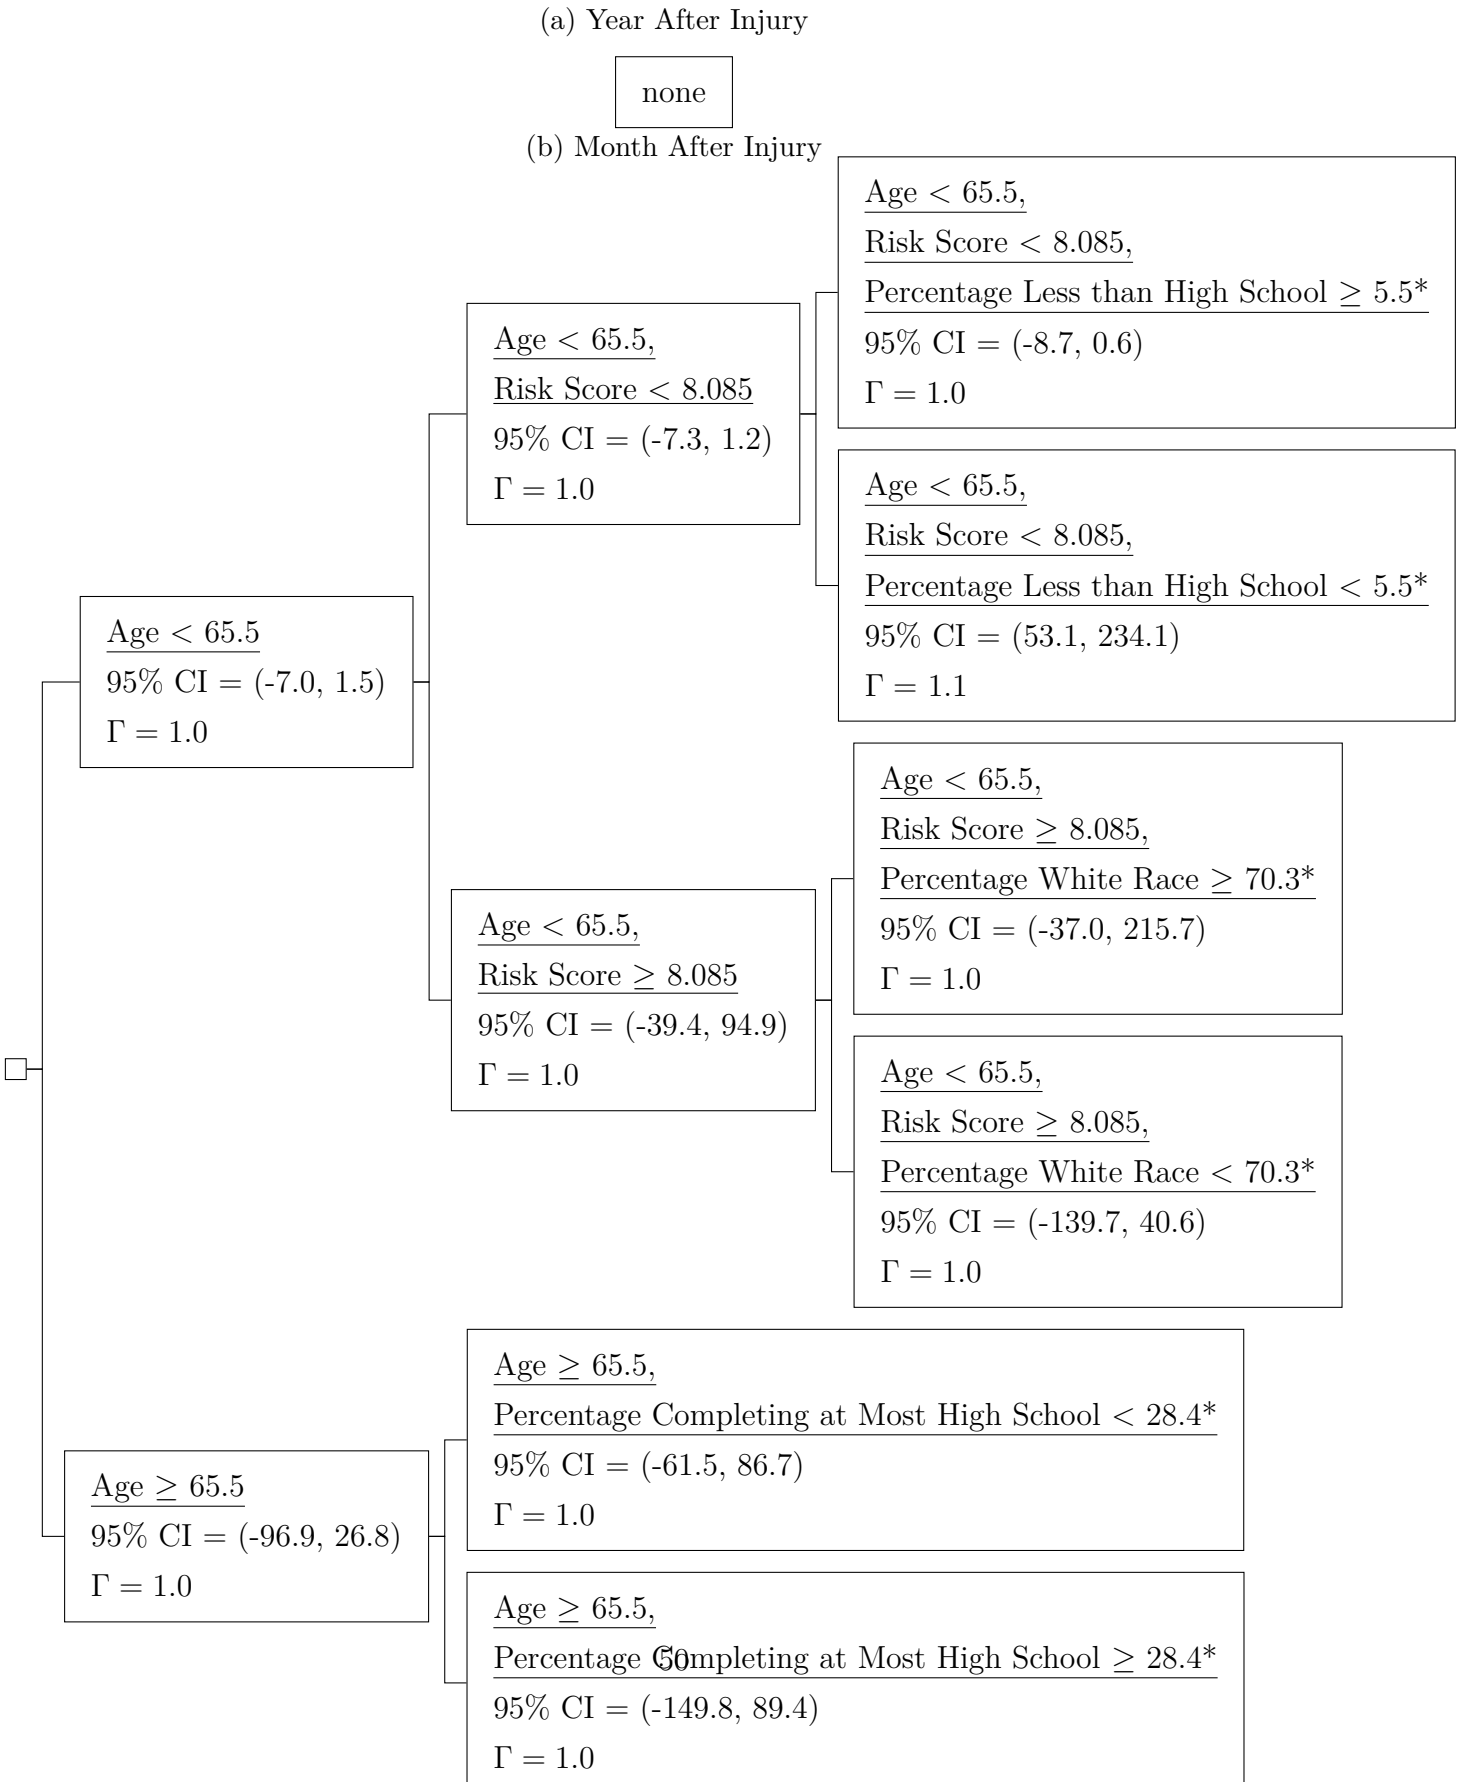 (a) Year After Injury
none
(b) Month After Injury
Age < 65.5,
Risk Score < 8.085,
Percentage Less than High School ≥ 5.5*
95% CI = (-8.7, 0.6)
Γ = 1.0
Age < 65.5,
Risk Score < 8.085
95% CI = (-7.3, 1.2)
Γ = 1.0
Age < 65.5,
Risk Score < 8.085,
Percentage Less than High School < 5.5*
95% CI = (53.1, 234.1)
Γ = 1.1
Age < 65.5
95% CI = (-7.0, 1.5)
Γ = 1.0
Age < 65.5,
Risk Score ≥ 8.085,
Percentage White Race ≥ 70.3*
95% CI = (-37.0, 215.7)
Γ = 1.0
Age < 65.5,
Risk Score ≥ 8.085
95% CI = (-39.4, 94.9)
Γ = 1.0
Age < 65.5,
Risk Score ≥ 8.085,
Percentage White Race < 70.3*
95% CI = (-139.7, 40.6)
Γ = 1.0
Age ≥ 65.5,
Percentage Completing at Most High School < 28.4*
95% CI = (-61.5, 86.7)
Γ = 1.0
Age ≥ 65.5
95% CI = (-96.9, 26.8)
Γ = 1.0
Age ≥ 65.5,
Percentage Completing at Most High School ≥ 28.4*
50
95% CI = (-149.8, 89.4)
Γ = 1.0